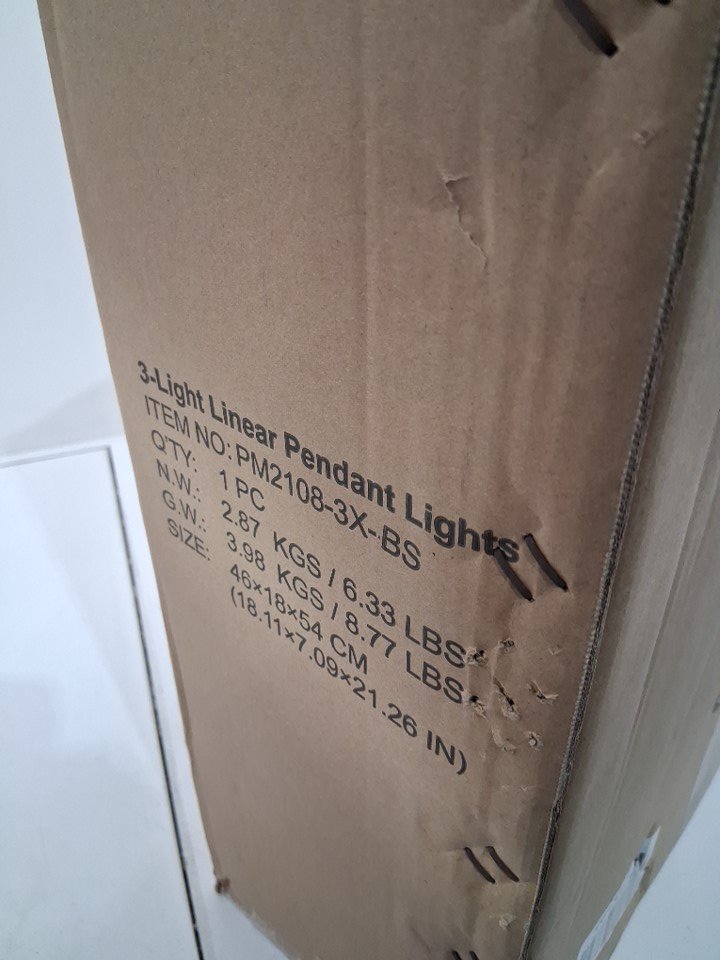 3-Light Linear Pendant Lights
ITEM NO: PM2108-3X-BS
Q'TY: 1 PC
N.W.: 2.87 KGS / 6.33 LBS
G.W.: 3.98 KGS / 8.77 LBS
SIZE: 46×18×54 CM
(18.11×7.09×21.26 IN)